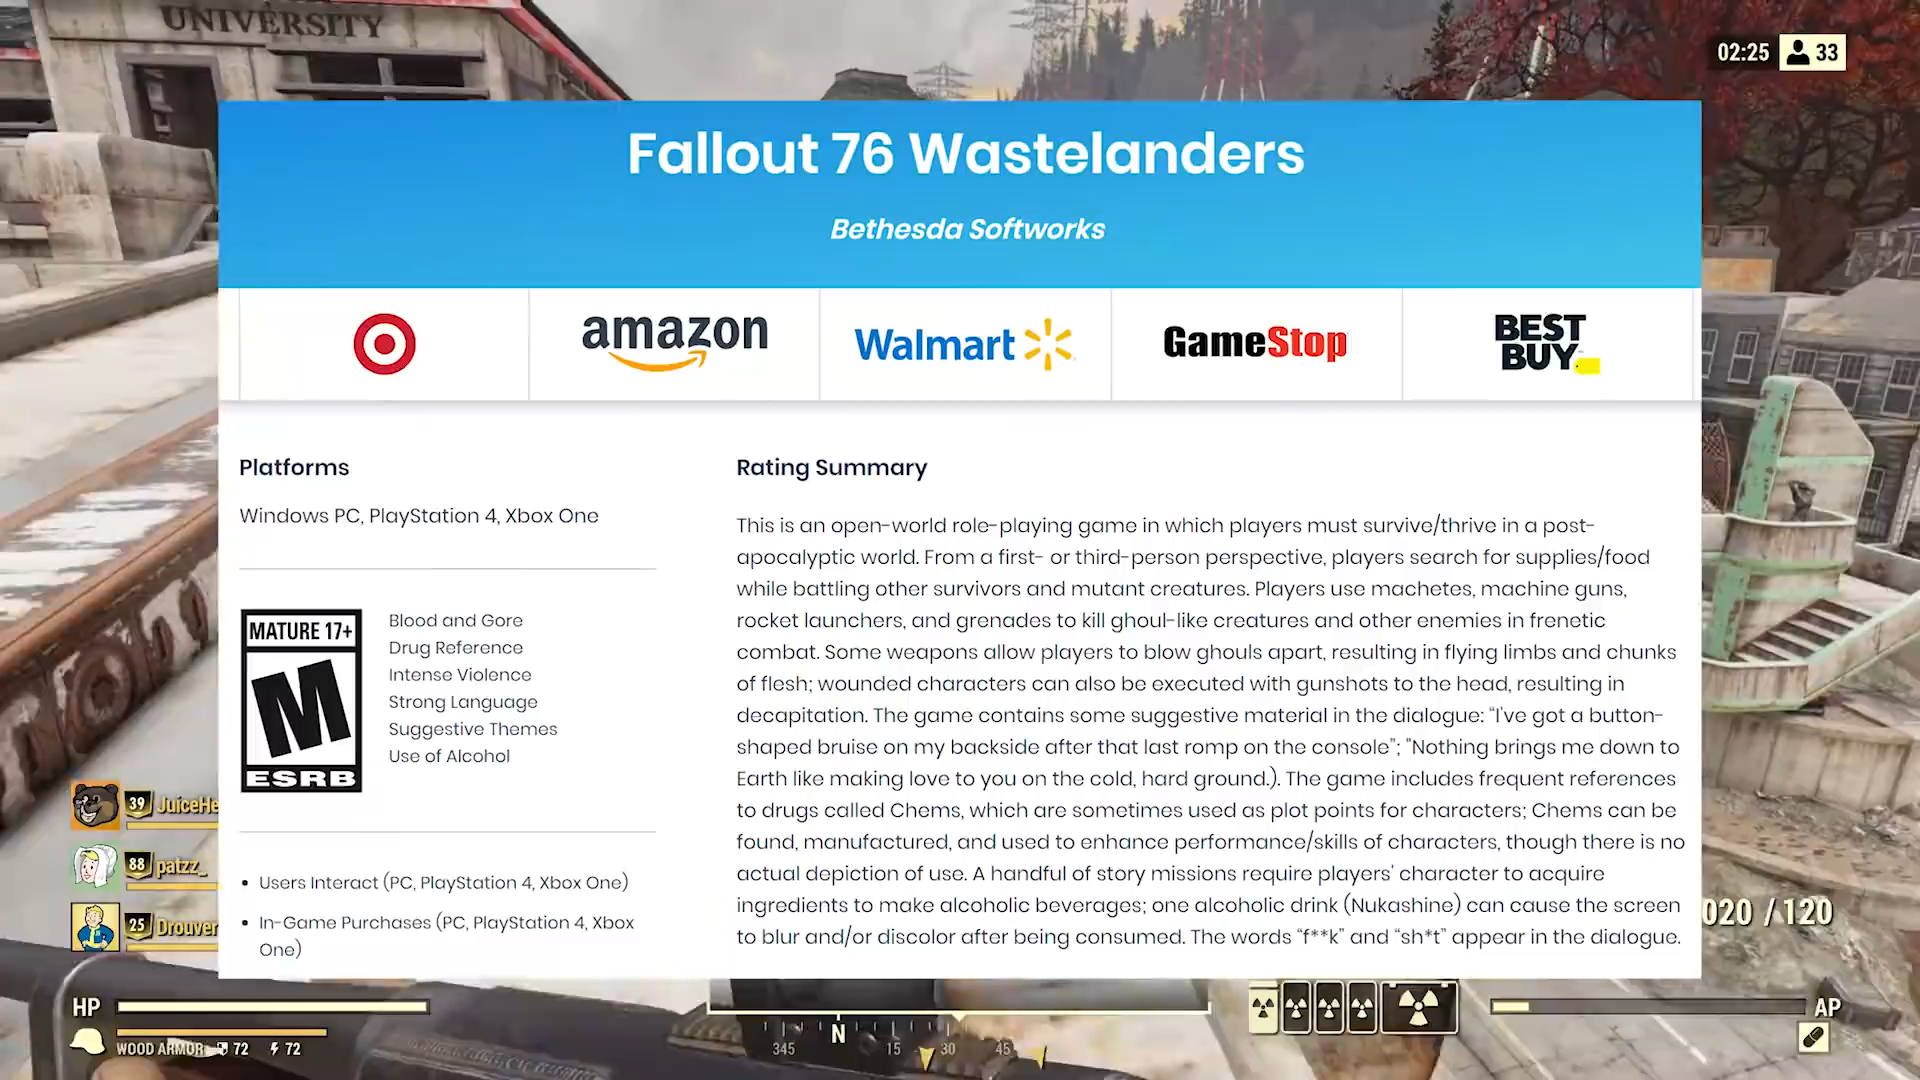 UNIVERSITY
02:25 33
Fallout 76 Wastelanders
Bethesda Softworks
amazon
Walmart
GameStop
BEST
BUY
Platforms
Windows PC, PlayStation 4, Xbox One
MATURE 17+
M
ESRB
Blood and Gore
Drug Reference
Intense Violence
Strong Language
Suggestive Themes
Use of Alcohol
Users Interact (PC, PlayStation 4, Xbox One)
In-Game Purchases (PC, PlayStation 4, Xbox
One)
Rating Summary
This is an open-world role-playing game in which players must survive/thrive in a post-
apocalyptic world. From a first- or third-person perspective, players search for supplies/food
while battling other survivors and mutant creatures. Players use machetes, machine guns,
rocket launchers, and grenades to kill ghoul-like creatures and other enemies in frenetic
combat. Some weapons allow players to blow ghouls apart, resulting in flying limbs and chunks
of flesh; wounded characters can also be executed with gunshots to the head, resulting in
decapitation. The game contains some suggestive material in the dialogue: “I've got a button-
shaped bruise on my backside after that last romp on the console”; “Nothing brings me down to
Earth like making love to you on the cold, hard ground.). The game includes frequent references
to drugs called Chems, which are sometimes used as plot points for characters; Chems can be
found, manufactured, and used to enhance performance/skills of characters, though there is no
actual depiction of use. A handful of story missions require players' character to acquire
ingredients to make alcoholic beverages; one alcoholic drink (Nukashine) can cause the screen
to blur and/or discolor after being consumed. The words “f**k” and “sh*t” appear in the dialogue.
39 JuiceHe
88 patzz_
25 Drouver
020 / 120
HP
WOOD ARMOR 72 72
345 N 15 30 45
AP